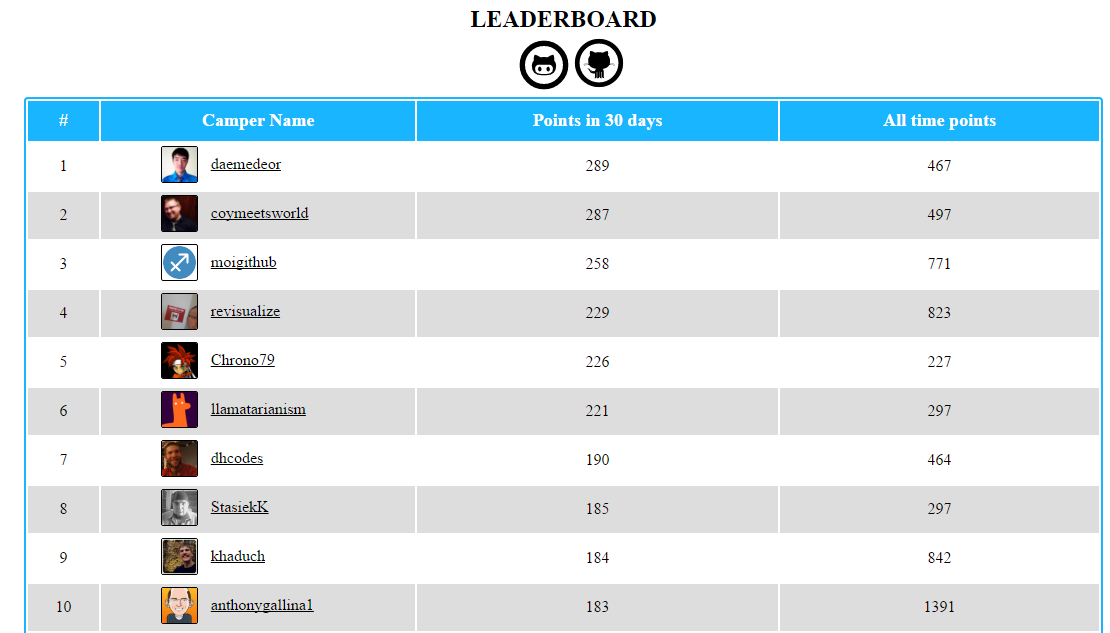 LEADERBOARD
# Camper Name Points in 30 days All time points
1 daemedeor 289 467
2 coymeetsworld 287 497
3 moigithub 258 771
4 revisualize 229 823
5 Chrono79 226 227
6 llamatarianism 221 297
7 dhcodes 190 464
8 StasiekK 185 297
9 khaduch 184 842
10 anthonygallina1 183 1391